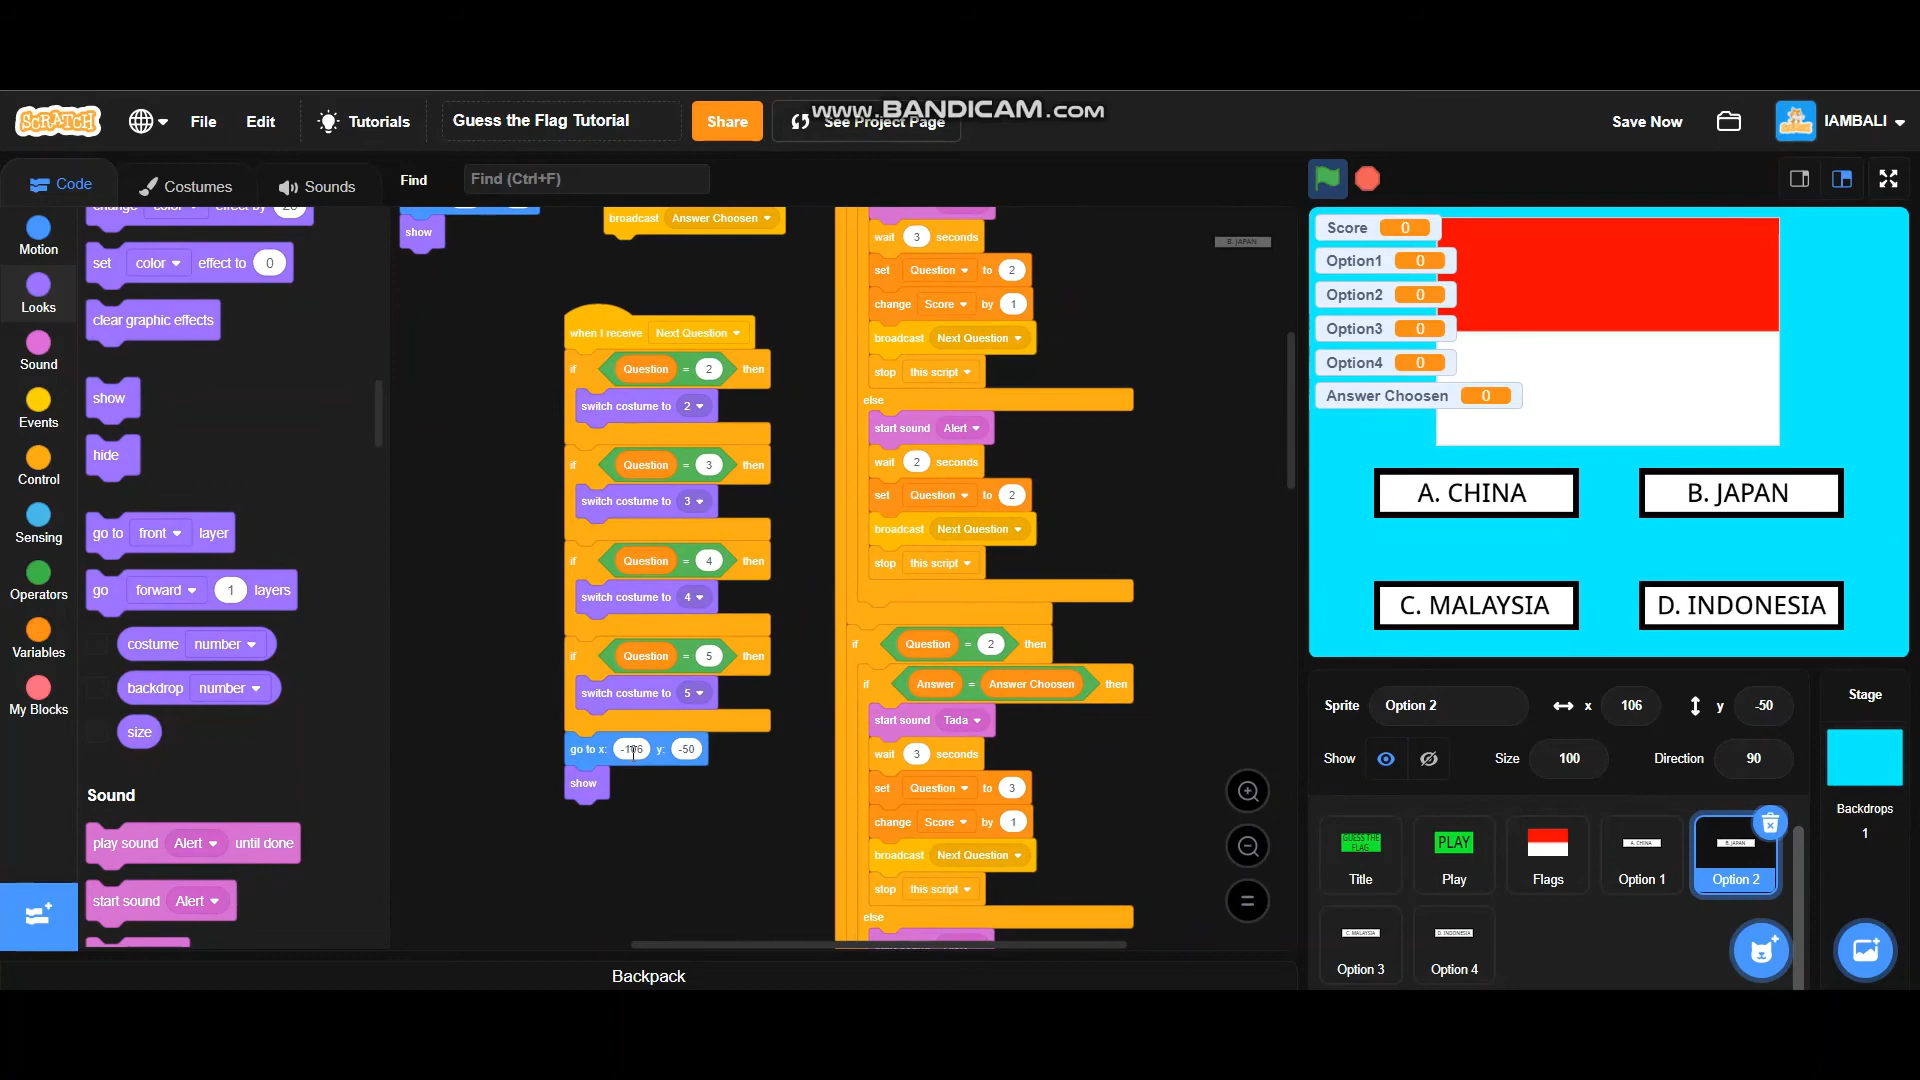 www.BANDICAM.com
SCRATCH
File
Edit
Tutorials
Guess the Flag Tutorial
Share
See Project Page
Save Now
IAMBALI
Code
Costumes
Sounds
Find
Find (Ctrl+F)
Motion
Looks
Sound
Events
Control
Sensing
Operators
Variables
My Blocks
set color effect to 0
clear graphic effects
show
hide
go to front layer
go forward 1 layers
costume number
backdrop number
size
Sound
play sound Alert until done
start sound Alert
show
broadcast Answer Choosen
when I receive Next Question
if Question = 2 then
switch costume to 2
if Question = 3 then
switch costume to 3
if Question = 4 then
switch costume to 4
if Question = 5 then
switch costume to 5
go to x: -106 y: -50
show
wait 3 seconds
set Question to 2
change Score by 1
broadcast Next Question
stop this script
else
start sound Alert
wait 2 seconds
set Question to 2
broadcast Next Question
stop this script
if Question = 2 then
if Answer = Answer Choosen then
start sound Tada
wait 3 seconds
set Question to 3
change Score by 1
broadcast Next Question
stop this script
else
B. JAPAN
Backpack
Score 0
Option1 0
Option2 0
Option3 0
Option4 0
Answer Choosen 0
A. CHINA
B. JAPAN
C. MALAYSIA
D. INDONESIA
Sprite Option 2 x 106 y -50
Show Size 100 Direction 90
GUESS THE FLAG
Title
PLAY
Play
Flags
A. CHINA
Option 1
B. JAPAN
Option 2
C. MALAYSIA
Option 3
D. INDONESIA
Option 4
Stage
Backdrops
1